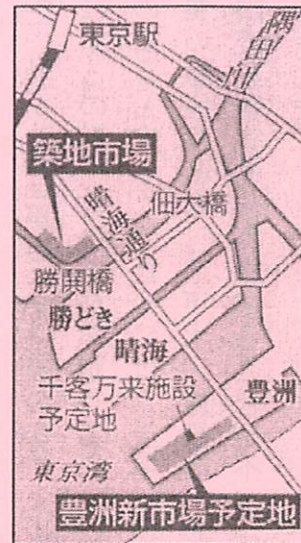 東京駅
隅田川
築地市場
晴海通り
佃大橋
勝鬨橋
勝どき
晴海
千客万来施設
予定地
豊洲
東京湾
豊洲新市場予定地